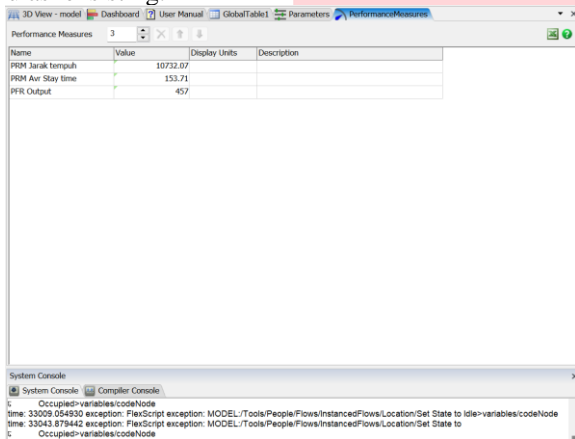 3D View - model Dashboard User Manual GlobalTable1 Parameters PerformanceMeasures
Performance Measures 3
Name Value Display Units Description
PRM Jarak tempuh 10732.07
PRM Avr Stay time 153.71
PFR Output 457
System Console
System Console Compiler Console
Occupied>variables/codeNode
time: 33009.054930 exception: FlexScript exception: MODEL:/Tools/People/Flows/InstancedFlows/Location/Set State to Idle>variables/codeNode
time: 33043.879442 exception: FlexScript exception: MODEL:/Tools/People/Flows/InstancedFlows/Location/Set State to
Occupied>variables/codeNode